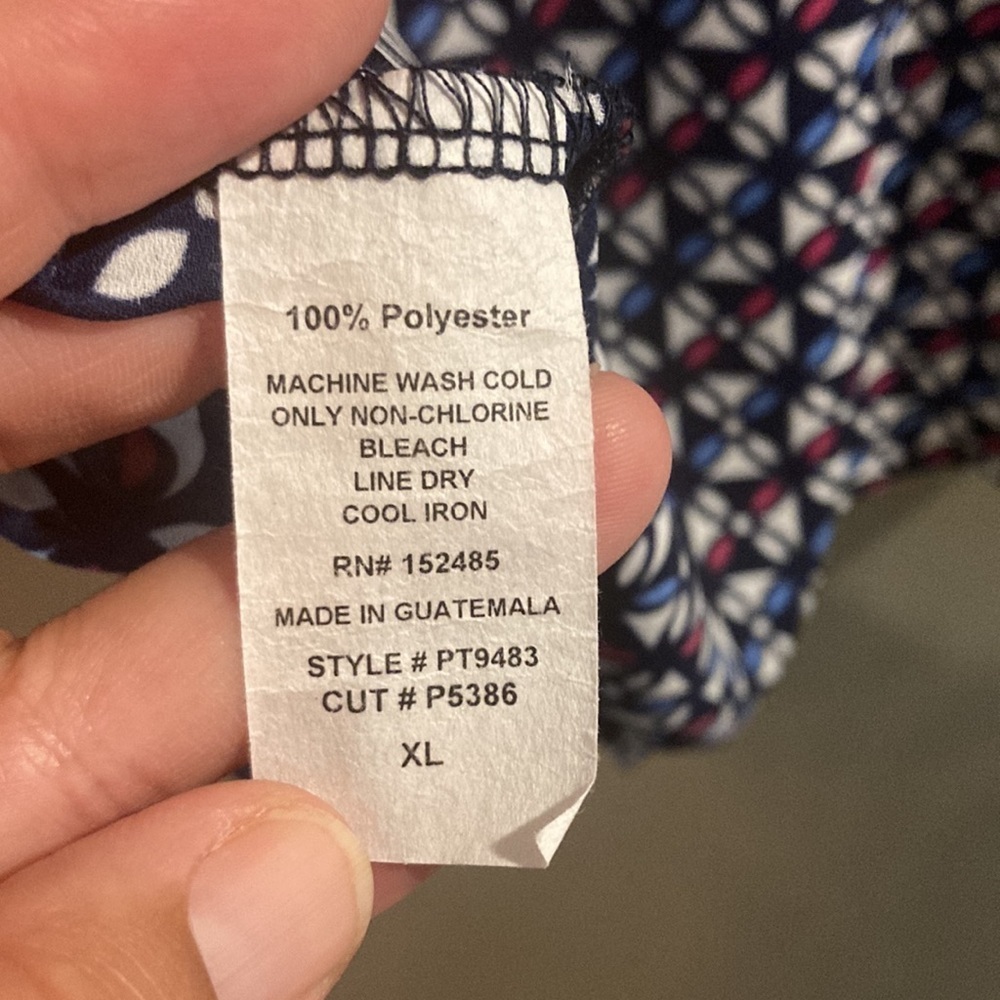 100% Polyester
MACHINE WASH COLD
ONLY NON-CHLORINE
BLEACH
LINE DRY
COOL IRON
RN# 152485
MADE IN GUATEMALA
STYLE # PT9483
CUT # P5386
XL